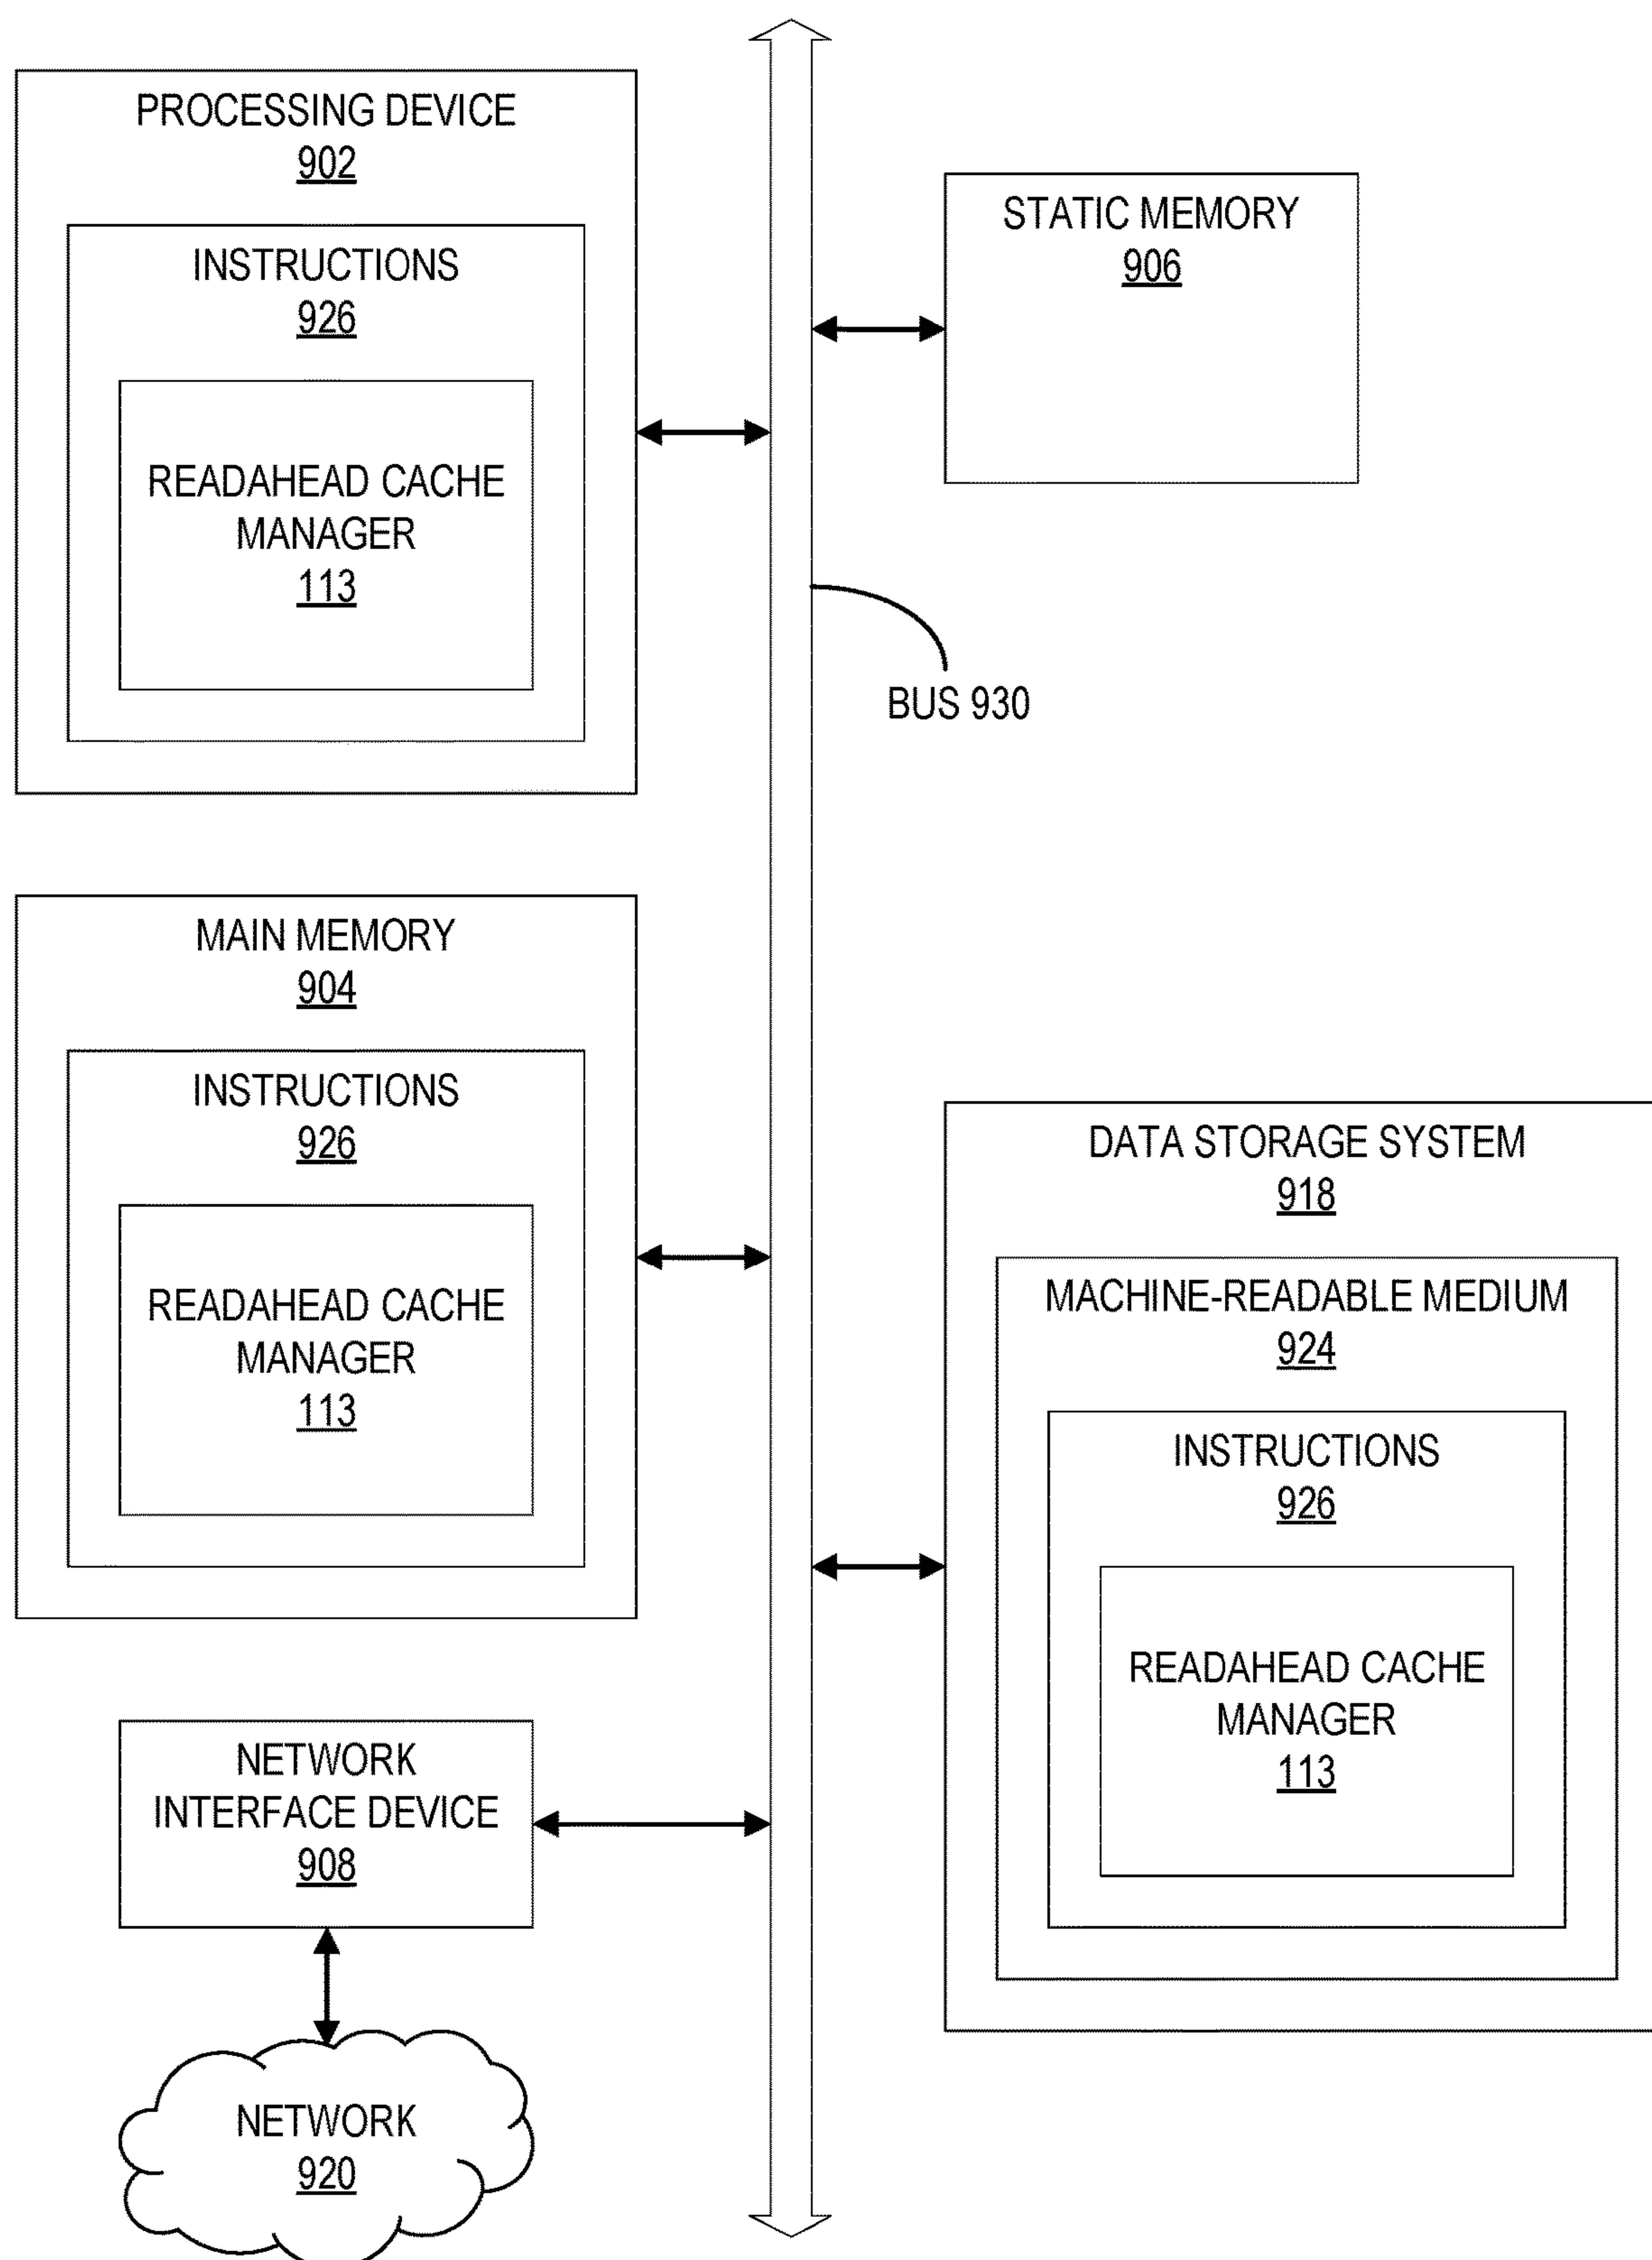 PROCESSING DEVICE
902
INSTRUCTIONS
926
READAHEAD CACHE
MANAGER
113
STATIC MEMORY
906
BUS 930
MAIN MEMORY
904
INSTRUCTIONS
926
READAHEAD CACHE
MANAGER
113
DATA STORAGE SYSTEM
918
MACHINE-READABLE MEDIUM
924
INSTRUCTIONS
926
READAHEAD CACHE
MANAGER
113
NETWORK
INTERFACE DEVICE
908
NETWORK
920